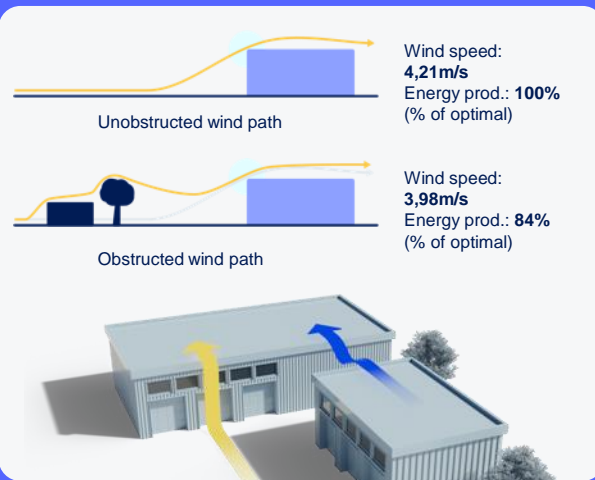 Wind speed:
4,21m/s
Energy prod.: 100%
(% of optimal)
Unobstructed wind path
Wind speed:
3,98m/s
Energy prod.: 84%
(% of optimal)
Obstructed wind path